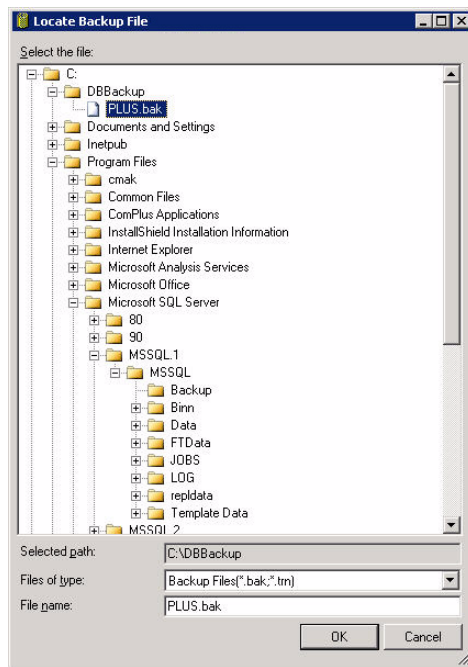 Locate Backup File
Select the file:
C:
DBBackup
PLUS.bak
Documents and Settings
Inetpub
Program Files
cmak
Common Files
ComPlus Applications
InstallShield Installation Information
Internet Explorer
Microsoft Analysis Services
Microsoft Office
Microsoft SQL Server
80
90
MSSQL.1
MSSQL
Backup
Binn
Data
FTData
JOBS
LOG
repldata
Template Data
MSSQL.2
Selected path: C:\DBBackup
Files of type: Backup Files(*.bak;*.trn)
File name: PLUS.bak
OK Cancel